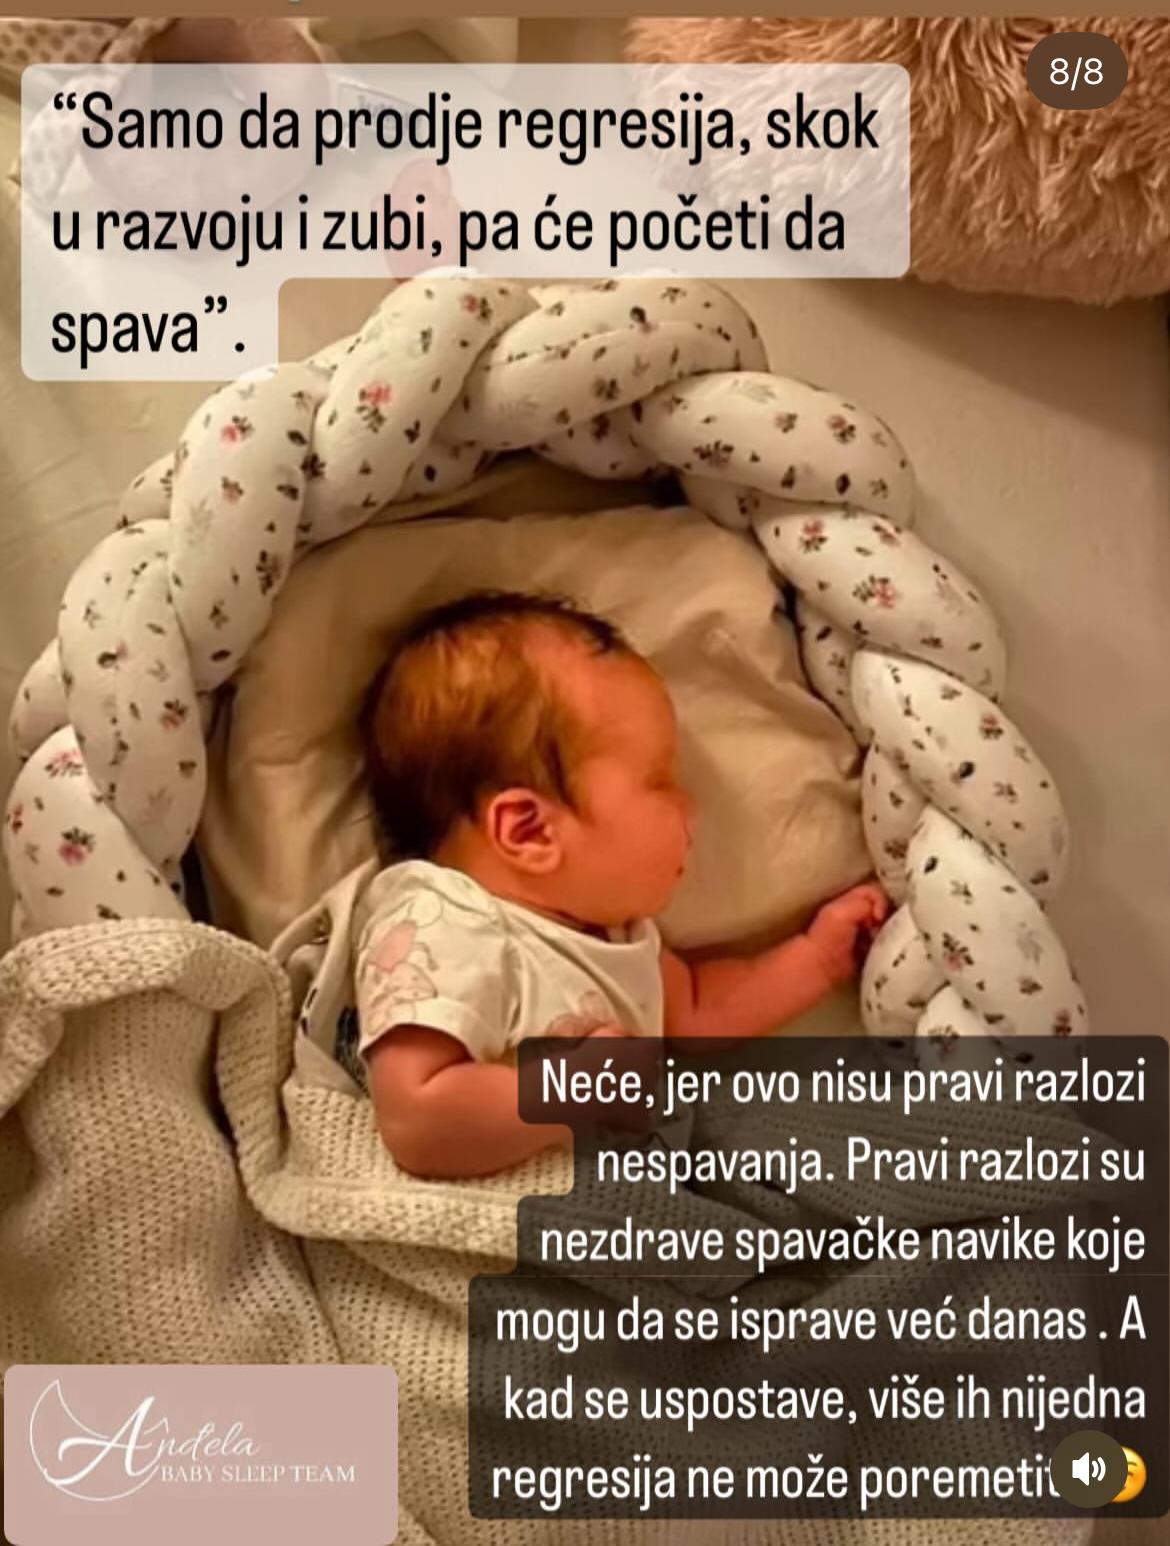 8/8
“Samo da prodje regresija, skok
u razvoju i zubi, pa će početi da
spava”.
Neće, jer ovo nisu pravi razlozi
nespavanja. Pravi razlozi su
nezdrave spavačke navike koje
mogu da se isprave već danas . A
kad se uspostave, više ih nijedna
regresija ne može poremetiti
Anđela
BABY SLEEP TEAM